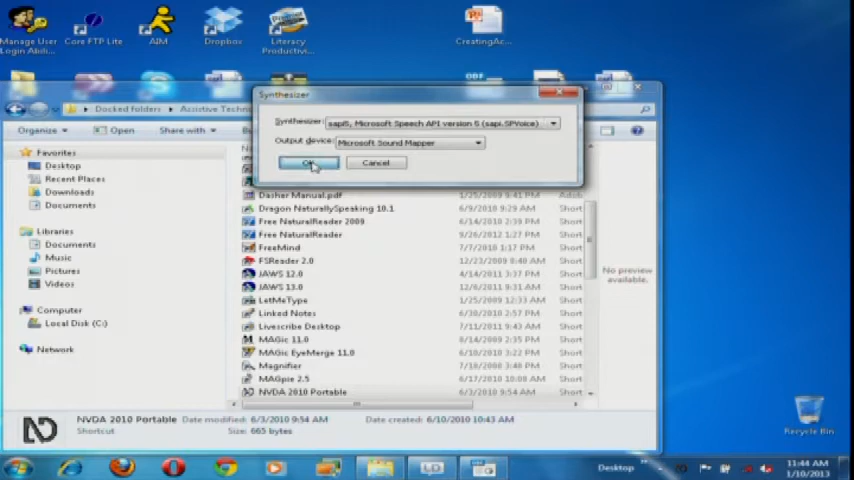 Manage User
Login Abili...
Core FTP Lite
AIM
Dropbox
Literacy
Productivi...
CreatingAc...
Synthesizer
Synthesizer:
sapi5, Microsoft Speech API version 5 (sapi.SPVoice)
Output device:
Microsoft Sound Mapper
OK
Cancel
Docked Folders
Assistive Techn
Organize
Open
Share with
Favorites
Desktop
Recent Places
Downloads
Documents
Libraries
Documents
Music
Pictures
Videos
Computer
Local Disk (C:)
Network
Dasher Manual.pdf 1/25/2009 9:41 PM Adob
Dragon NaturallySpeaking 10.1 6/9/2010 9:29 AM Short
Free NaturalReader 2009 6/14/2010 2:39 PM Short
Free NaturalReader 9/26/2012 1:27 PM Short
FreeMind 7/7/2010 1:17 PM Short
FSReader 2.0 12/23/2009 8:40 AM Short
JAWS 12.0 4/14/2011 3:37 PM Short
JAWS 13.0 12/8/2011 9:31 AM Short
LetMeType 1/25/2009 12:33 AM Short
Linked Notes 6/30/2010 2:57 PM Short
Livescribe Desktop 7/11/2011 9:43 AM Short
MAGic 11.0 8/14/2009 2:35 PM Short
MAGic EyeMerge 11.0 6/10/2010 3:22 PM Short
Magnifier 7/18/2008 3:48 PM Short
MAGpie 2.5 6/17/2010 10:08 AM Short
NVDA 2010 Portable 6/3/2010 9:54 AM Short
No preview
available.
NVDA 2010 Portable Date modified: 6/3/2010 9:54 AM Date created: 6/10/2010 10:43 AM
Shortcut Size: 665 bytes
Recycle Bin
Desktop
11:44 AM
1/10/2013